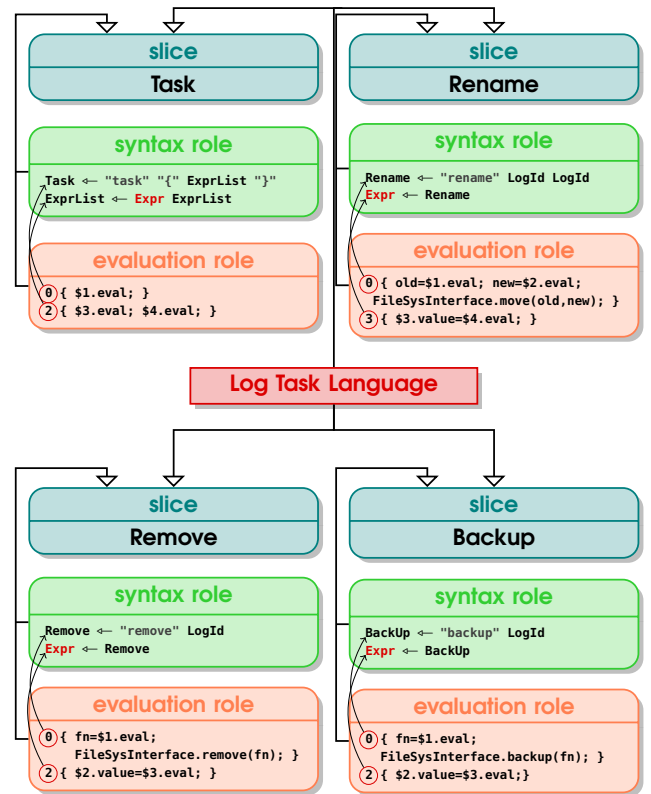 slice
Task
syntax role
Task ⇐ "task" "{" ExprList "}"
ExprList ⇐ Expr ExprList
evaluation role
0 { $1.eval; }
2 { $3.eval; $4.eval; }
slice
Rename
syntax role
Rename ⇐ "rename" LogId LogId
Expr ⇐ Rename
evaluation role
0 { old=$1.eval; new=$2.eval;
FileSysInterface.move(old,new); }
3 { $3.value=$4.eval; }
Log Task Language
slice
Remove
syntax role
Remove ⇐ "remove" LogId
Expr ⇐ Remove
evaluation role
0 { fn=$1.eval;
FileSysInterface.remove(fn); }
2 { $2.value=$3.eval; }
slice
Backup
syntax role
BackUp ⇐ "backup" LogId
Expr ⇐ BackUp
evaluation role
0 { fn=$1.eval;
FileSysInterface.backup(fn); }
2 { $2.value=$3.eval;}